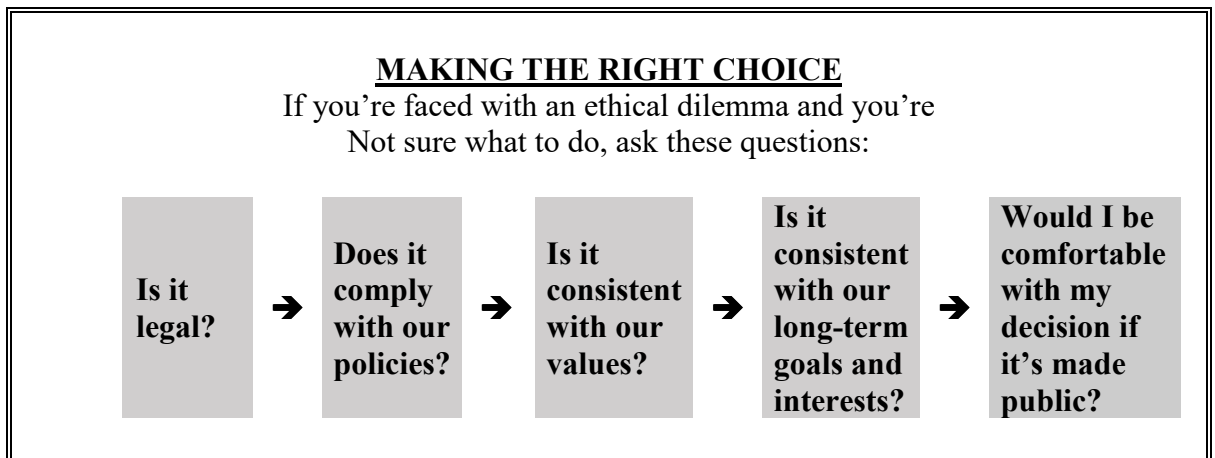 MAKING THE RIGHT CHOICE
If you’re faced with an ethical dilemma and you’re
Not sure what to do, ask these questions:
Is it
legal?
➔
Does it
comply
with our
policies?
➔
Is it
consistent
with our
values?
➔
Is it
consistent
with our
long-term
goals and
interests?
➔
Would I be
comfortable
with my
decision if
it’s made
public?